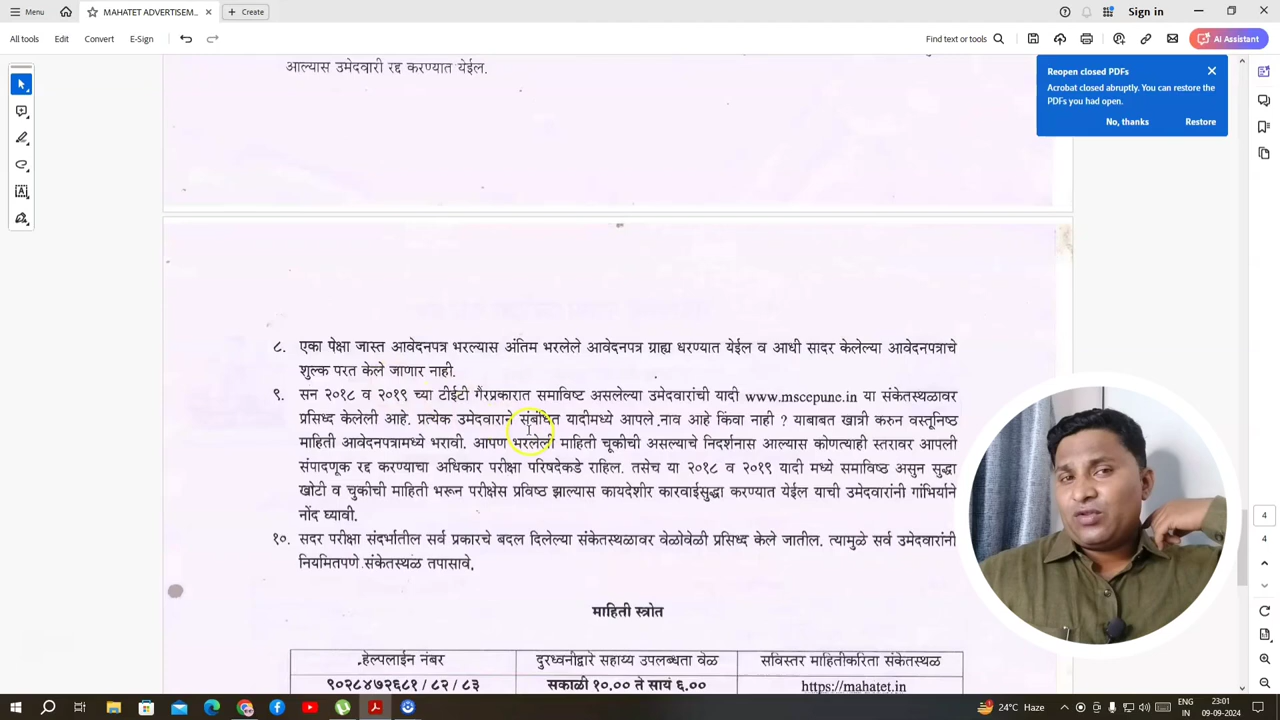 Menu
MAHATET ADVERTISEM...
Create
Sign in
All tools
Edit
Convert
E-Sign
Find text or tools
AI Assistant
आल्यास उमेदवारी रद्द करण्यात येईल.
Reopen closed PDFs
Acrobat closed abruptly. You can restore the
PDFs you had open.
No, thanks
Restore
८. एका पेक्षा जास्त आवेदनपत्र भरल्यास अंतिम भरलेले आवेदनपत्र ग्राह्य धरण्यात येईल व आधी सादर केलेल्या आवेदनपत्राचे
शुल्क परत केले जाणार नाही.
९. सन २०१८ व २०१९ च्या टीईटी गैरप्रकारात समाविष्ट असलेल्या उमेदवारांची यादी www.mscepune.in या संकेतस्थळावर
प्रसिध्द केलेली आहे. प्रत्येक उमेदवारान संबंधित यादीमध्ये आपले नाव आहे किंवा नाही ? याबाबत खात्री करुन वस्तूनिष्ठ
माहिती आवेदनपत्रामध्ये भरावी. आपण भरलेली माहिती चूकीची असल्याचे निदर्शनास आल्यास कोणत्याही स्तरावर आपली
संपादणूक रद्द करण्याचा अधिकार परीक्षा परिषदेकडे राहिल. तसेच या २०१८ व २०१९ यादी मध्ये समाविष्ठ असुन सुद्धा
खोटी व चुकीची माहिती भरून परीक्षेस प्रविष्ठ झाल्यास कायदेशीर कारवाईसुद्धा करण्यात येईल याची उमेदवारांनी गांभिर्याने
नोंद घ्यावी.
१०. सदर परीक्षा संदर्भातील सर्व प्रकारचे बदल दिलेल्या संकेतस्थळावर वेळोवेळी प्रसिध्द केले जातील. त्यामुळे सर्व उमेदवारांनी
नियमितपणे संकेतस्थळ तपासावे.
माहिती स्त्रोत
हेल्पलाईन नंबर
दुरध्वनीद्वारे सहाय्य उपलब्धता वेळ
सविस्तर माहितीकरिता संकेतस्थळ
९०२८४७२६८१ / ८२ / ८३
सकाळी १०.०० ते सायं ६.००
https://mahatet.in
4
4
24°C Haze
ENG
IN
23:01
09-09-2024